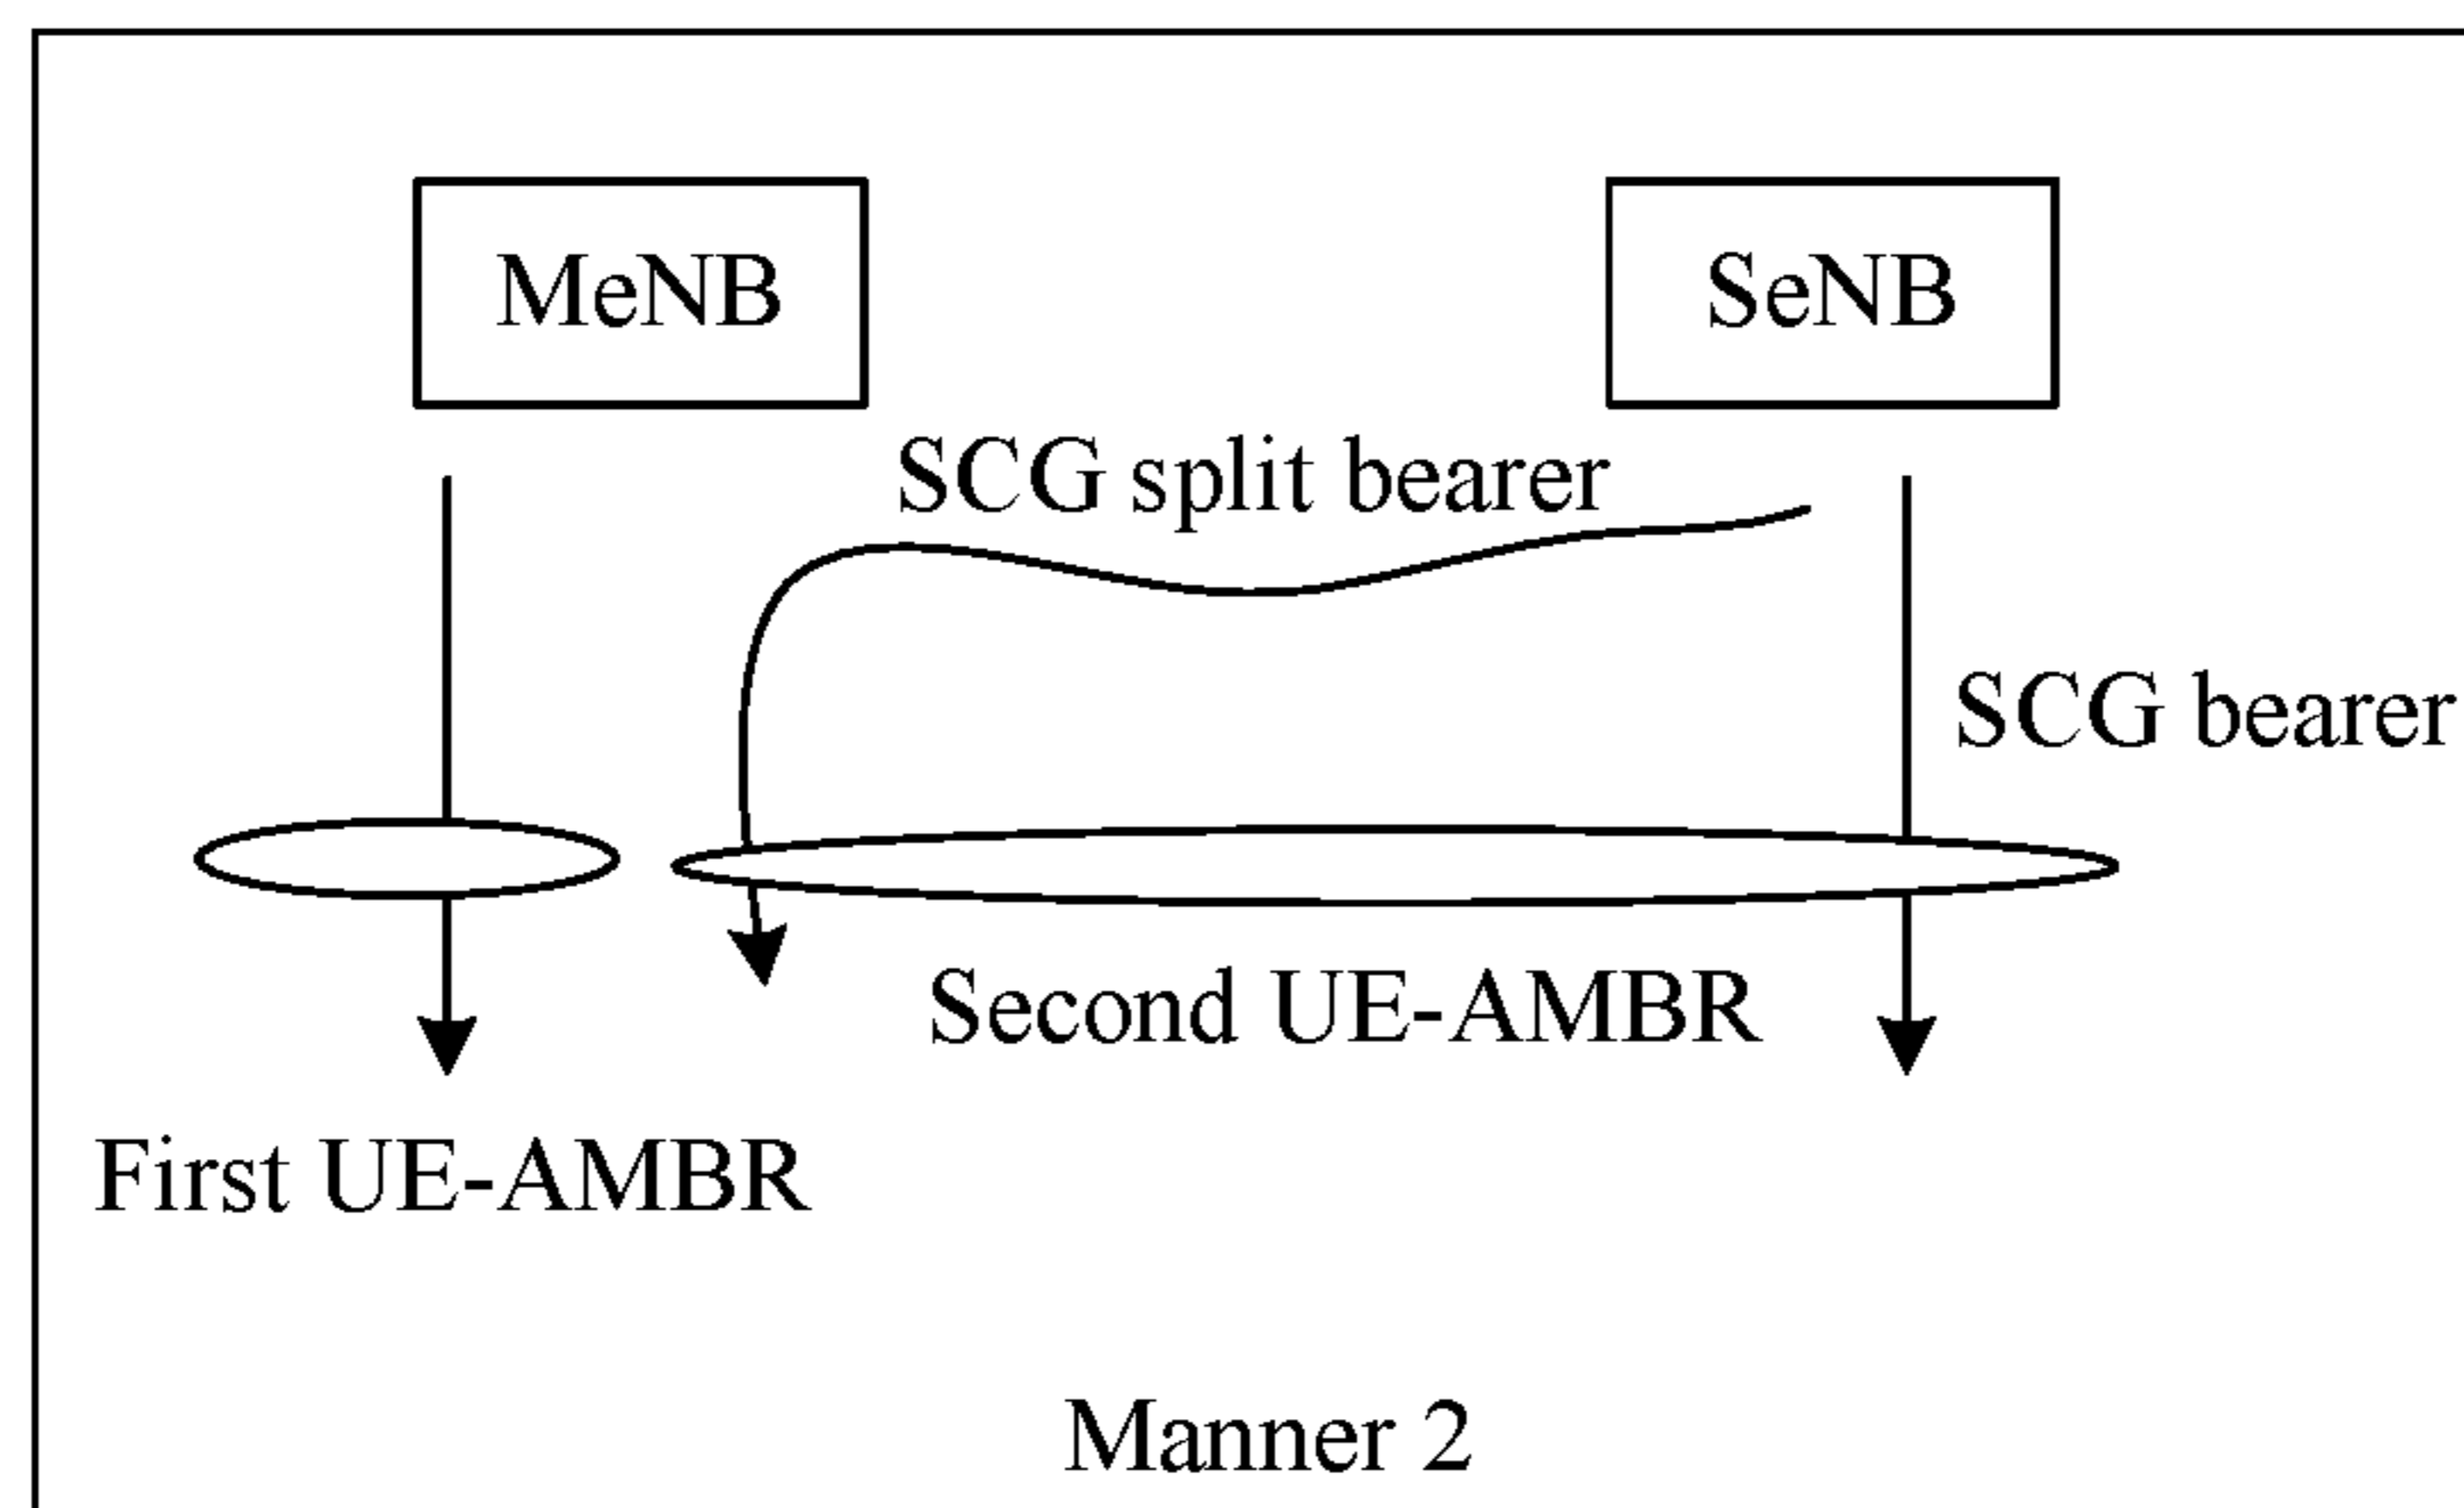 MeNB
SeNB
SCG split bearer
SCG bearer
Second UE-AMBR
First UE-AMBR
Manner 2